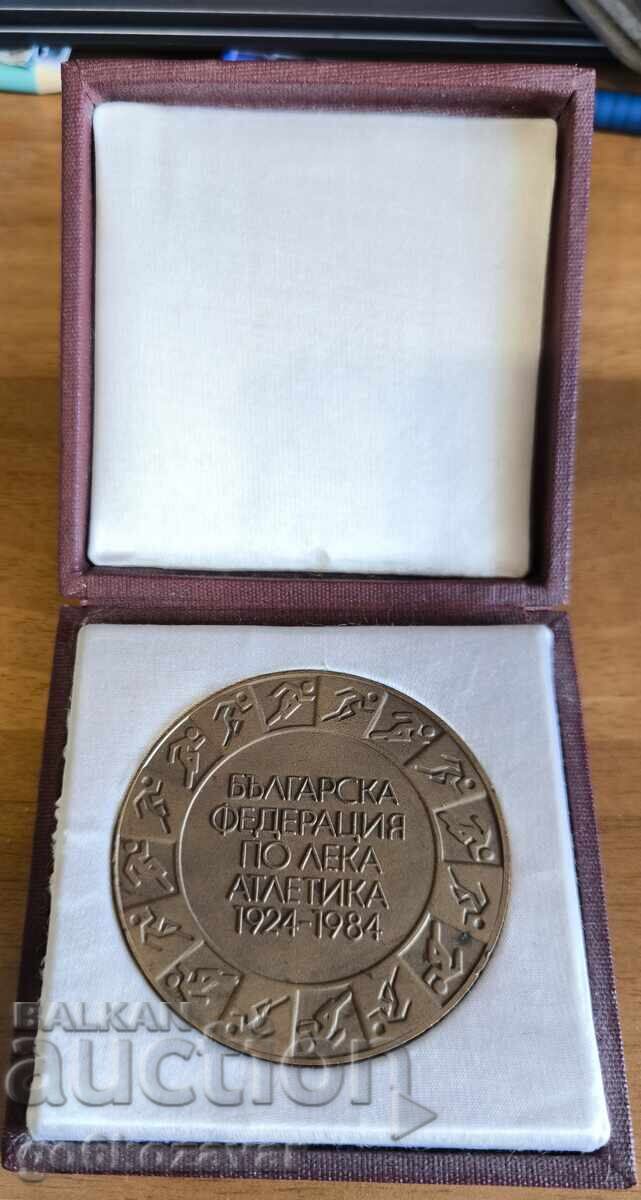 БЪЛГАРСКА
ФЕДЕРАЦИЯ
ПО ЛЕКА
АТЛЕТИКА
1924-1984
BALKAN
auction